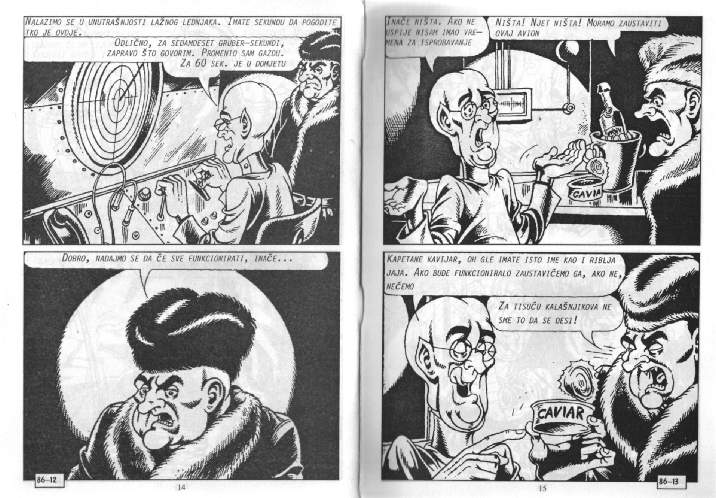 NALAZIMO SE U UNUTRAŠNJOSTI LAŽNOG LEDNJAKA. IMATE SEKUNDU DA POGODITE
TKO JE OVDJE.
ODLIČNO, ZA SEDAMDESET GRUBER-SEKUNDI,
ZAPRAVO ŠTO GOVORIM. PROMENTO SAM GAZDU.
ZA 60 SEK. JE U DOMJETU
DOBRO, RADAJMO SE DA ĆE SVE FUNKCIONIRATI, INAČE...
86-12
14
INAČE NIŠTA. AKO NE
USPIJE NISAM IMAO VRE-
MENA ZA ISPROBAVANJE
NIŠTA! NJET NIŠTA! MORAMO ZAUSTAVITI
OVAJ AVION
CAVIA
KAPETANE KAVIJAR, OH GLE IMATE ISTO IME KAO I RIBLJA
JAJA. AKO BUDE FUNKCIONIRALO ZAUSTAVIĆEMO GA, AKO NE,
NEĆEMO
ZA TISUĆU KALAŠNJIKOVA NE
SME TO DA SE DESI!
CAVIAR
15
86-13